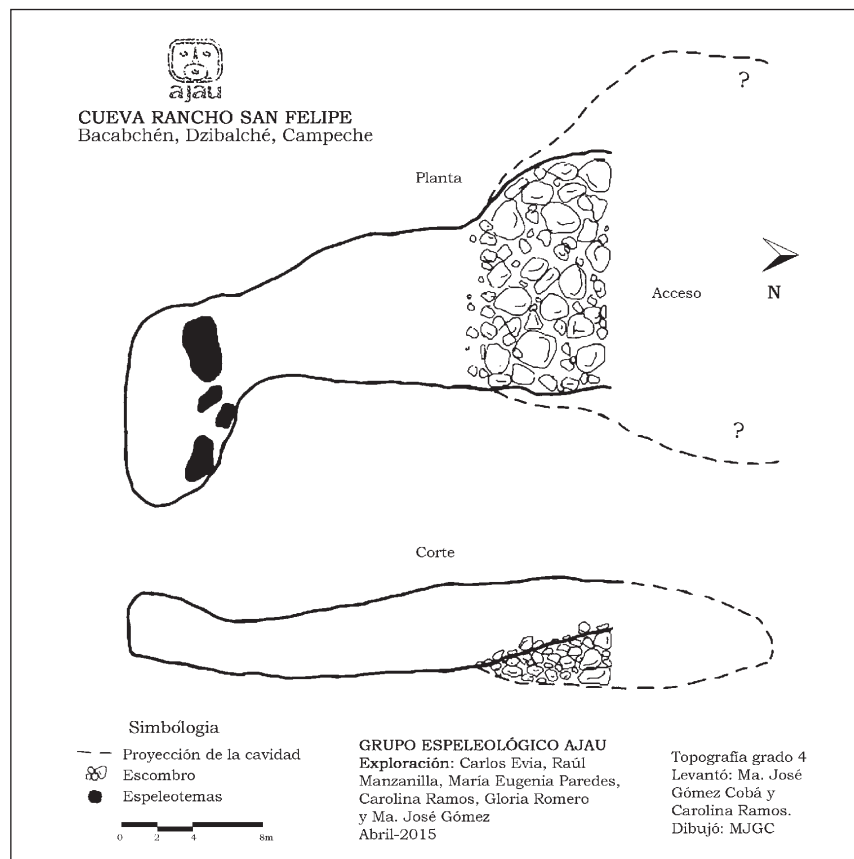 ajau
CUEVA RANCHO SAN FELIPE
Bacabchén, Dzibalché, Campeche
Planta
?
Acceso
N
?
Corte
Simbólogia
Proyección de la cavidad
Escombro
Espeleotemas
0 2 4 8m
GRUPO ESPELEOLÓGICO AJAU
Exploración: Carlos Evia, Raúl
Manzanilla, María Eugenia Paredes,
Carolina Ramos, Gloria Romero
y Ma. José Gómez
Abril-2015
Topografía grado 4
Levantó: Ma. José
Gómez Cobá y
Carolina Ramos.
Dibujó: MJGC